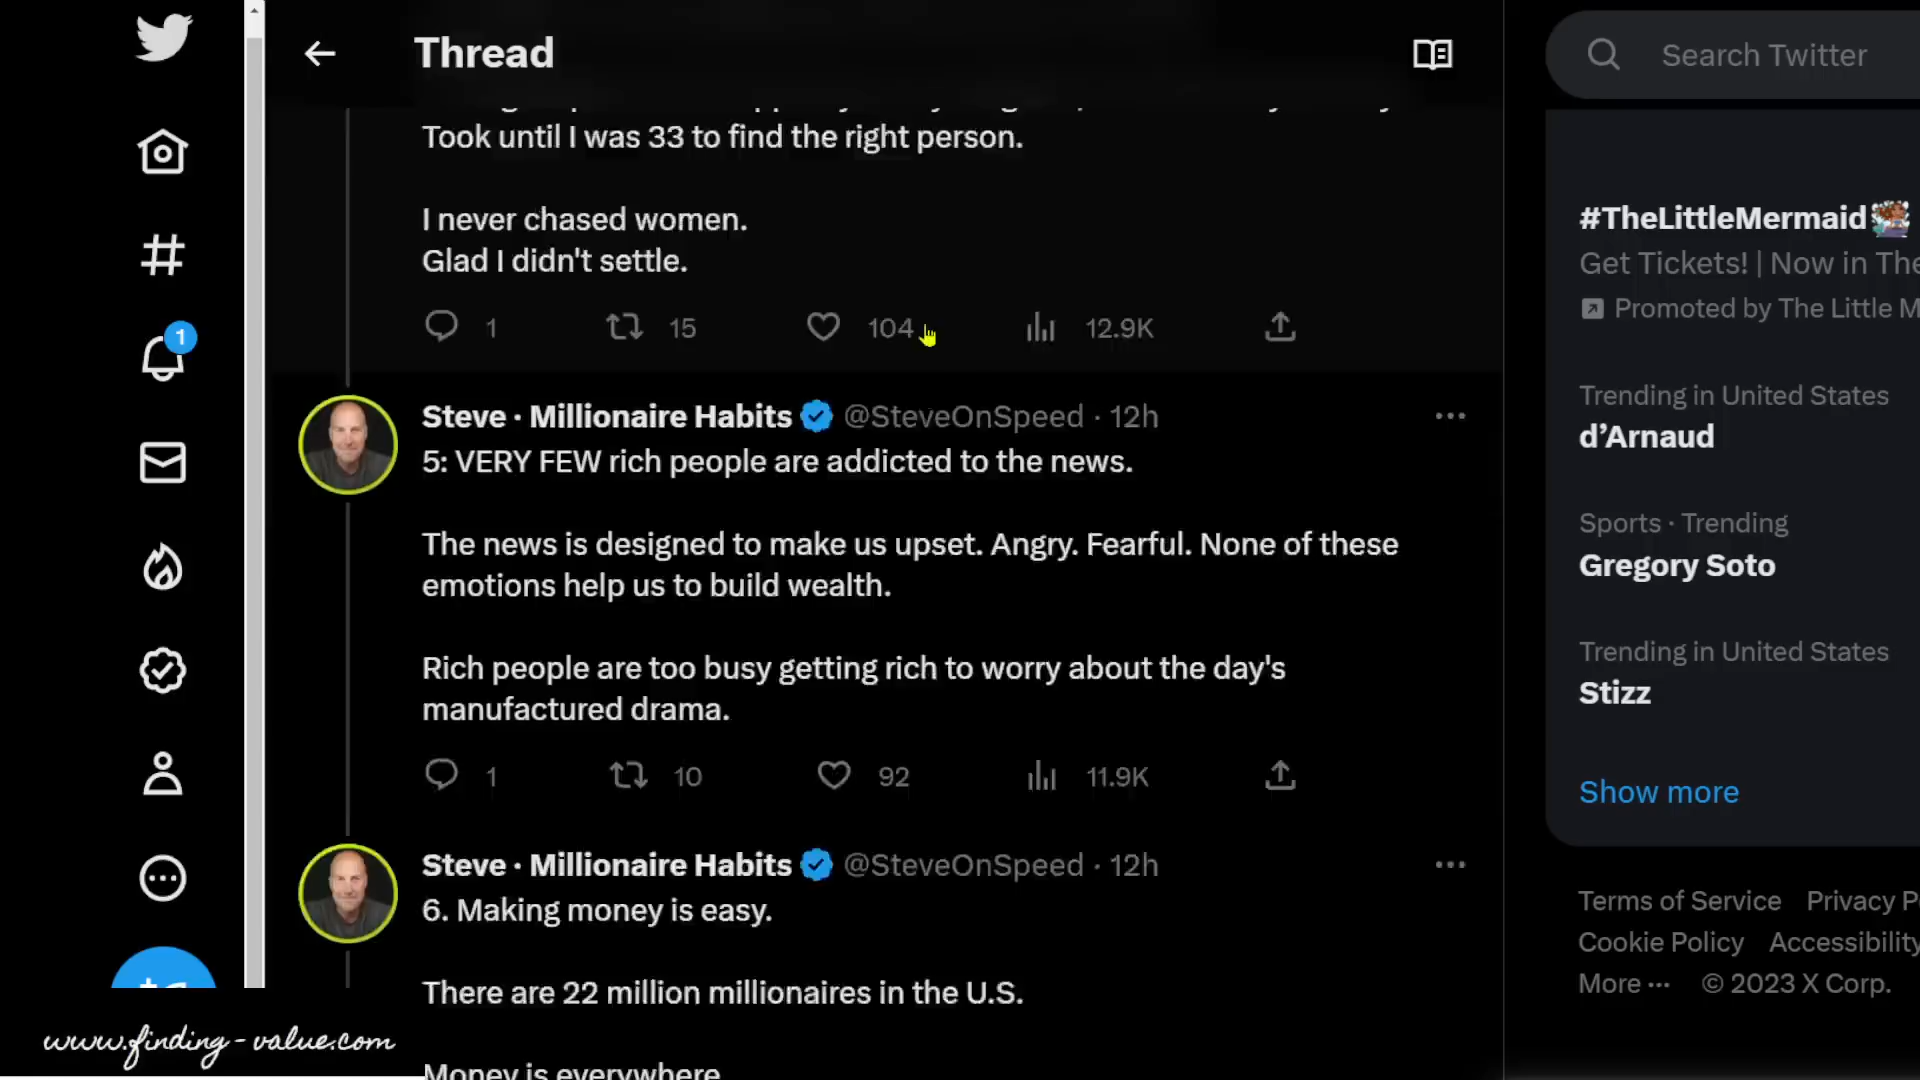 Thread
Search Twitter
Took until I was 33 to find the right person.
I never chased women.
Glad I didn't settle.
1 15 104 12.9K
1
Steve · Millionaire Habits @SteveOnSpeed · 12h
5: VERY FEW rich people are addicted to the news.
The news is designed to make us upset. Angry. Fearful. None of these
emotions help us to build wealth.
Rich people are too busy getting rich to worry about the day's
manufactured drama.
1 10 92 11.9K
Steve · Millionaire Habits @SteveOnSpeed · 12h
6. Making money is easy.
There are 22 million millionaires in the U.S.
Money is everywhere
#TheLittleMermaid
Get Tickets! | Now in The
Promoted by The Little M
Trending in United States
d’Arnaud
Sports · Trending
Gregory Soto
Trending in United States
Stizz
Show more
Terms of Service Privacy P
Cookie Policy Accessibility
More ··· © 2023 X Corp.
www.finding-value.com